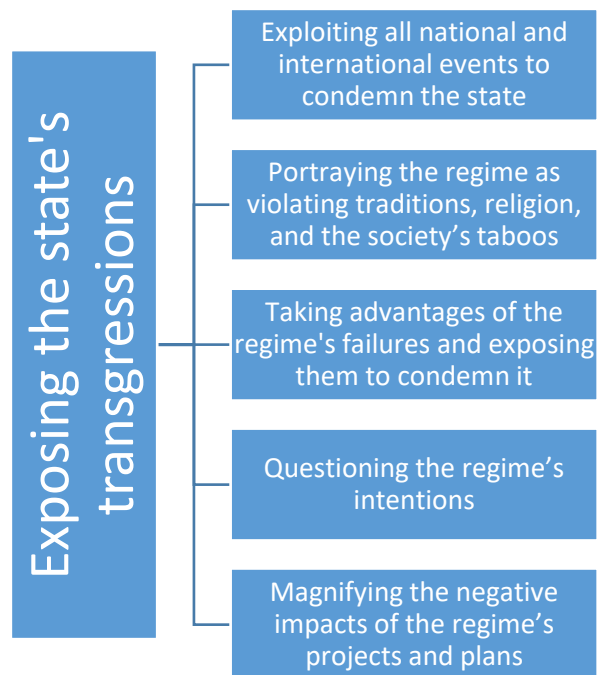 Exposing the state's
transgressions
Exploiting all national and
international events to
condemn the state
Portraying the regime as
violating traditions, religion,
and the society’s taboos
Taking advantages of the
regime's failures and exposing
them to condemn it
Questioning the regime’s
intentions
Magnifying the negative
impacts of the regime’s
projects and plans